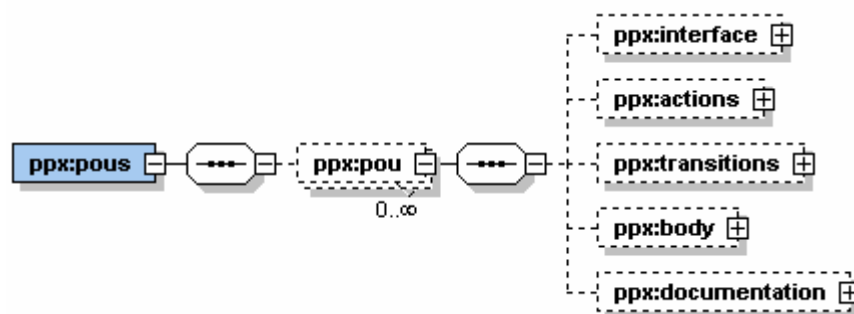 ppx:interface
ppx:actions
ppx:pous
ppx:pou
ppx:transitions
0..∞
ppx:body
ppx:documentation